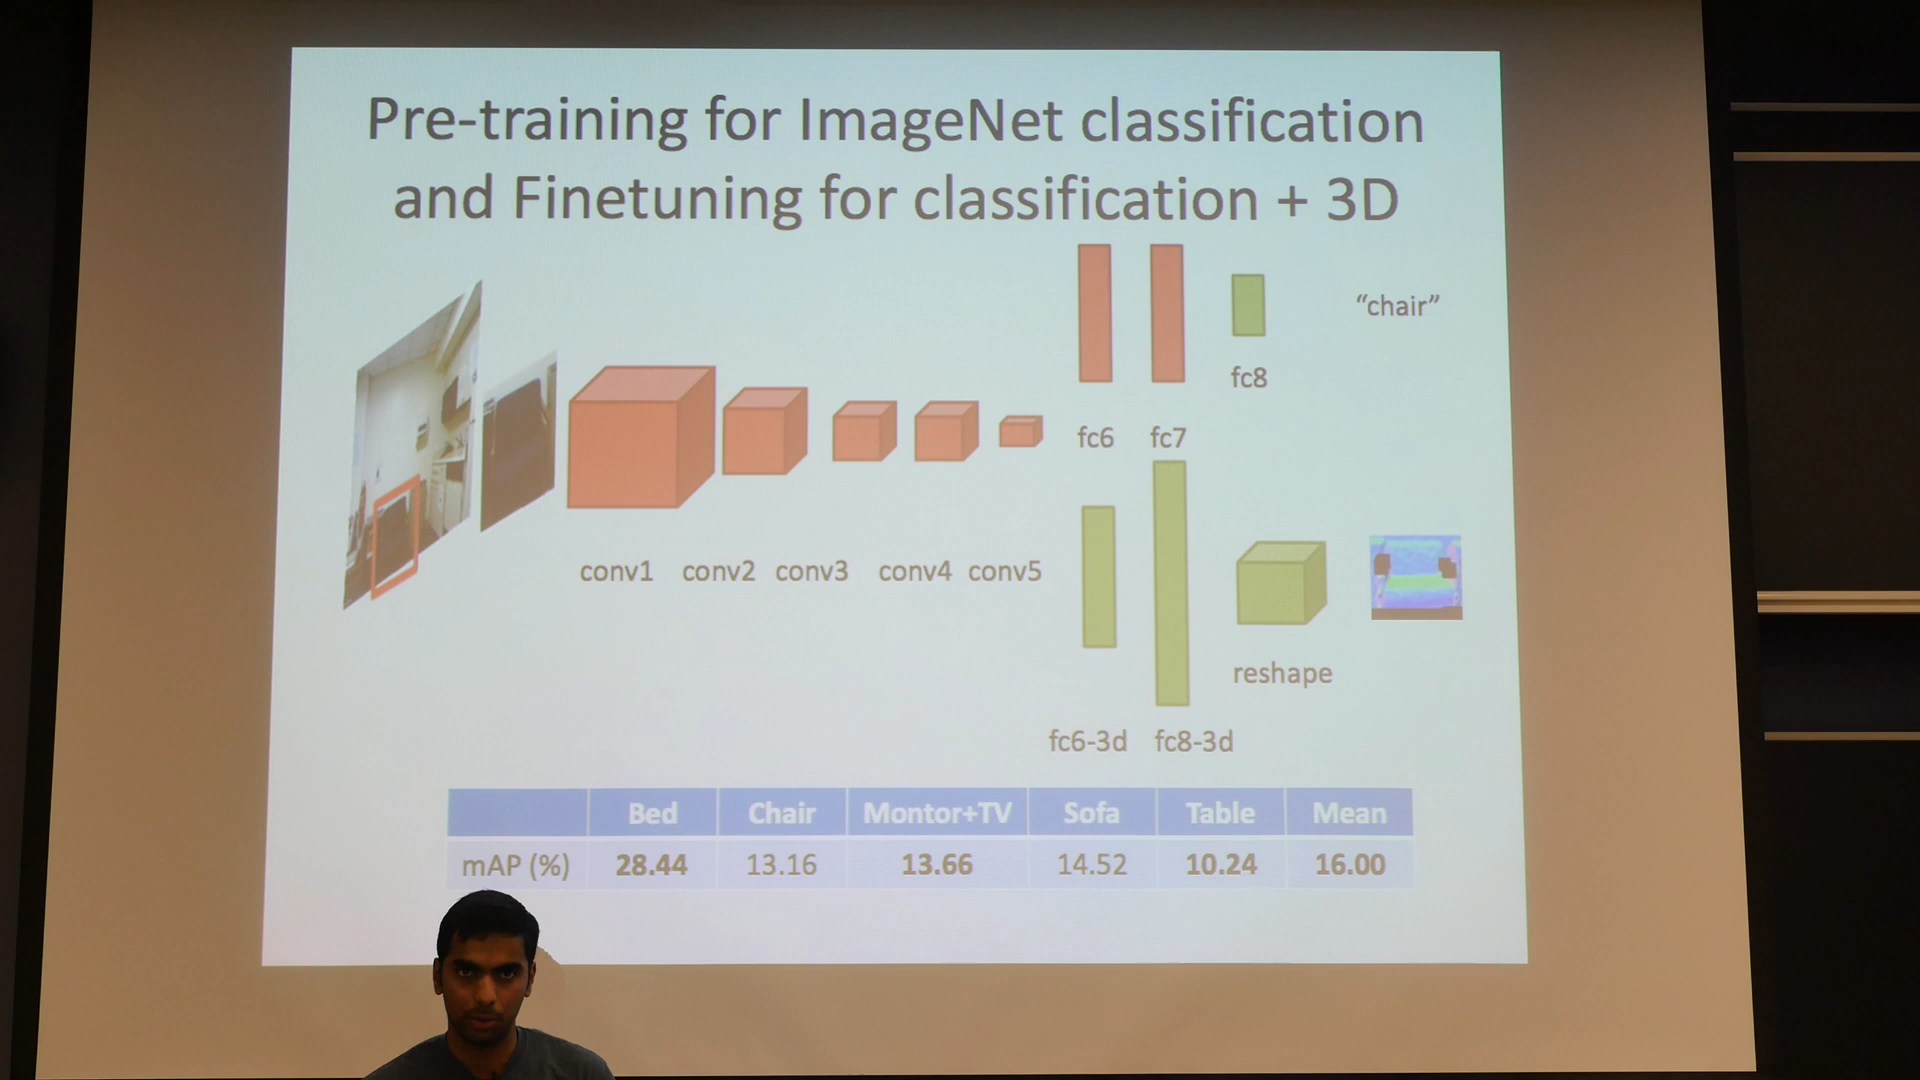 Pre-training for ImageNet classification
and Finetuning for classification + 3D
"chair"
fc8
fc6 fc7
conv1 conv2 conv3 conv4 conv5
reshape
fc6-3d fc8-3d
Bed Chair Montor+TV Sofa Table Mean
mAP (%) 28.44 13.16 13.66 14.52 10.24 16.00